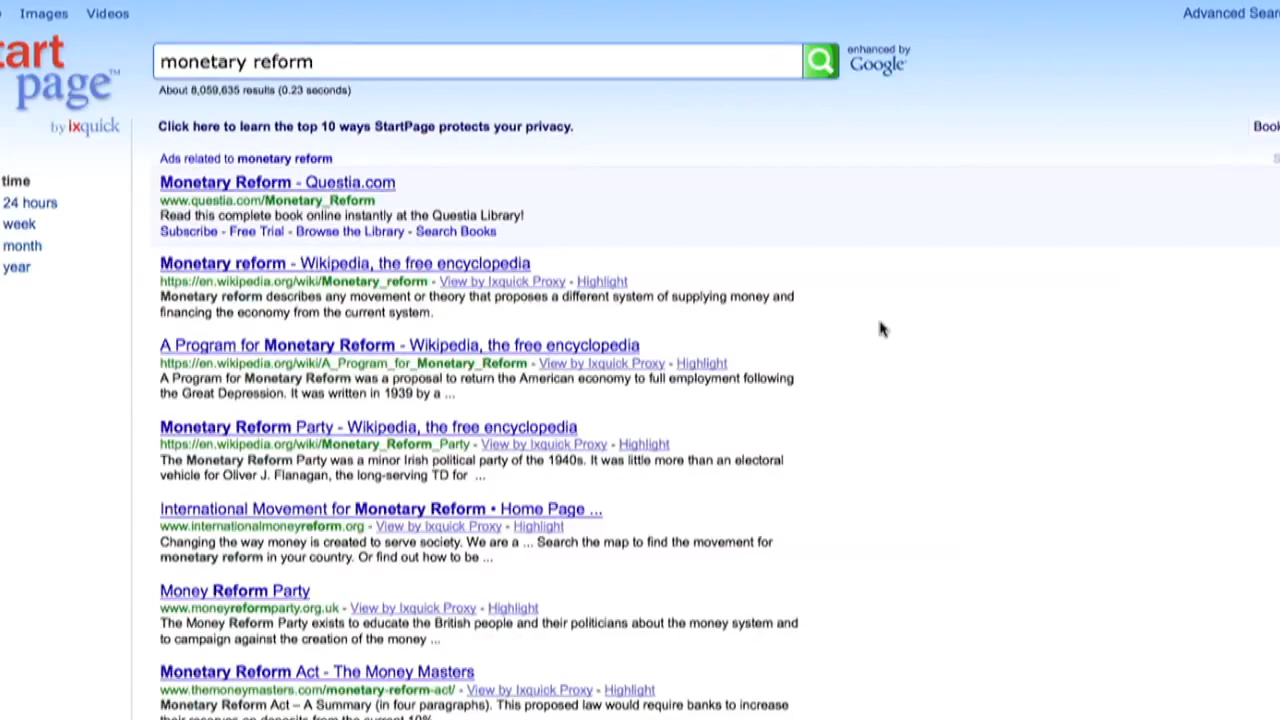 Images Videos Advanced Sear
art
page™
by ixquick
monetary reform
enhanced by
Google
About 8,059,635 results (0.23 seconds)
Click here to learn the top 10 ways StartPage protects your privacy.
Book
time
24 hours
week
month
year
Ads related to monetary reform
Monetary Reform - Questia.com
www.questia.com/Monetary_Reform
Read this complete book online instantly at the Questia Library!
Subscribe - Free Trial - Browse the Library - Search Books
Monetary reform - Wikipedia, the free encyclopedia
https://en.wikipedia.org/wiki/Monetary_reform - View by Ixquick Proxy - Highlight
Monetary reform describes any movement or theory that proposes a different system of supplying money and
financing the economy from the current system.
A Program for Monetary Reform - Wikipedia, the free encyclopedia
https://en.wikipedia.org/wiki/A_Program_for_Monetary_Reform - View by Ixquick Proxy - Highlight
A Program for Monetary Reform was a proposal to return the American economy to full employment following
the Great Depression. It was written in 1939 by a ...
Monetary Reform Party - Wikipedia, the free encyclopedia
https://en.wikipedia.org/wiki/Monetary_Reform_Party - View by Ixquick Proxy - Highlight
The Monetary Reform Party was a minor Irish political party of the 1940s. It was little more than an electoral
vehicle for Oliver J. Flanagan, the long-serving TD for ...
International Movement for Monetary Reform • Home Page ...
www.internationalmoneyreform.org - View by Ixquick Proxy - Highlight
Changing the way money is created to serve society. We are a ... Search the map to find the movement for
monetary reform in your country. Or find out how to be ...
Money Reform Party
www.moneyreformparty.org.uk - View by Ixquick Proxy - Highlight
The Money Reform Party exists to educate the British people and their politicians about the money system and
to campaign against the creation of the money ...
Monetary Reform Act - The Money Masters
www.themoneymasters.com/monetary-reform-act/ - View by Ixquick Proxy - Highlight
Monetary Reform Act – A Summary (in four paragraphs). This proposed law would require banks to increase
their reserves on deposits from the current 10%